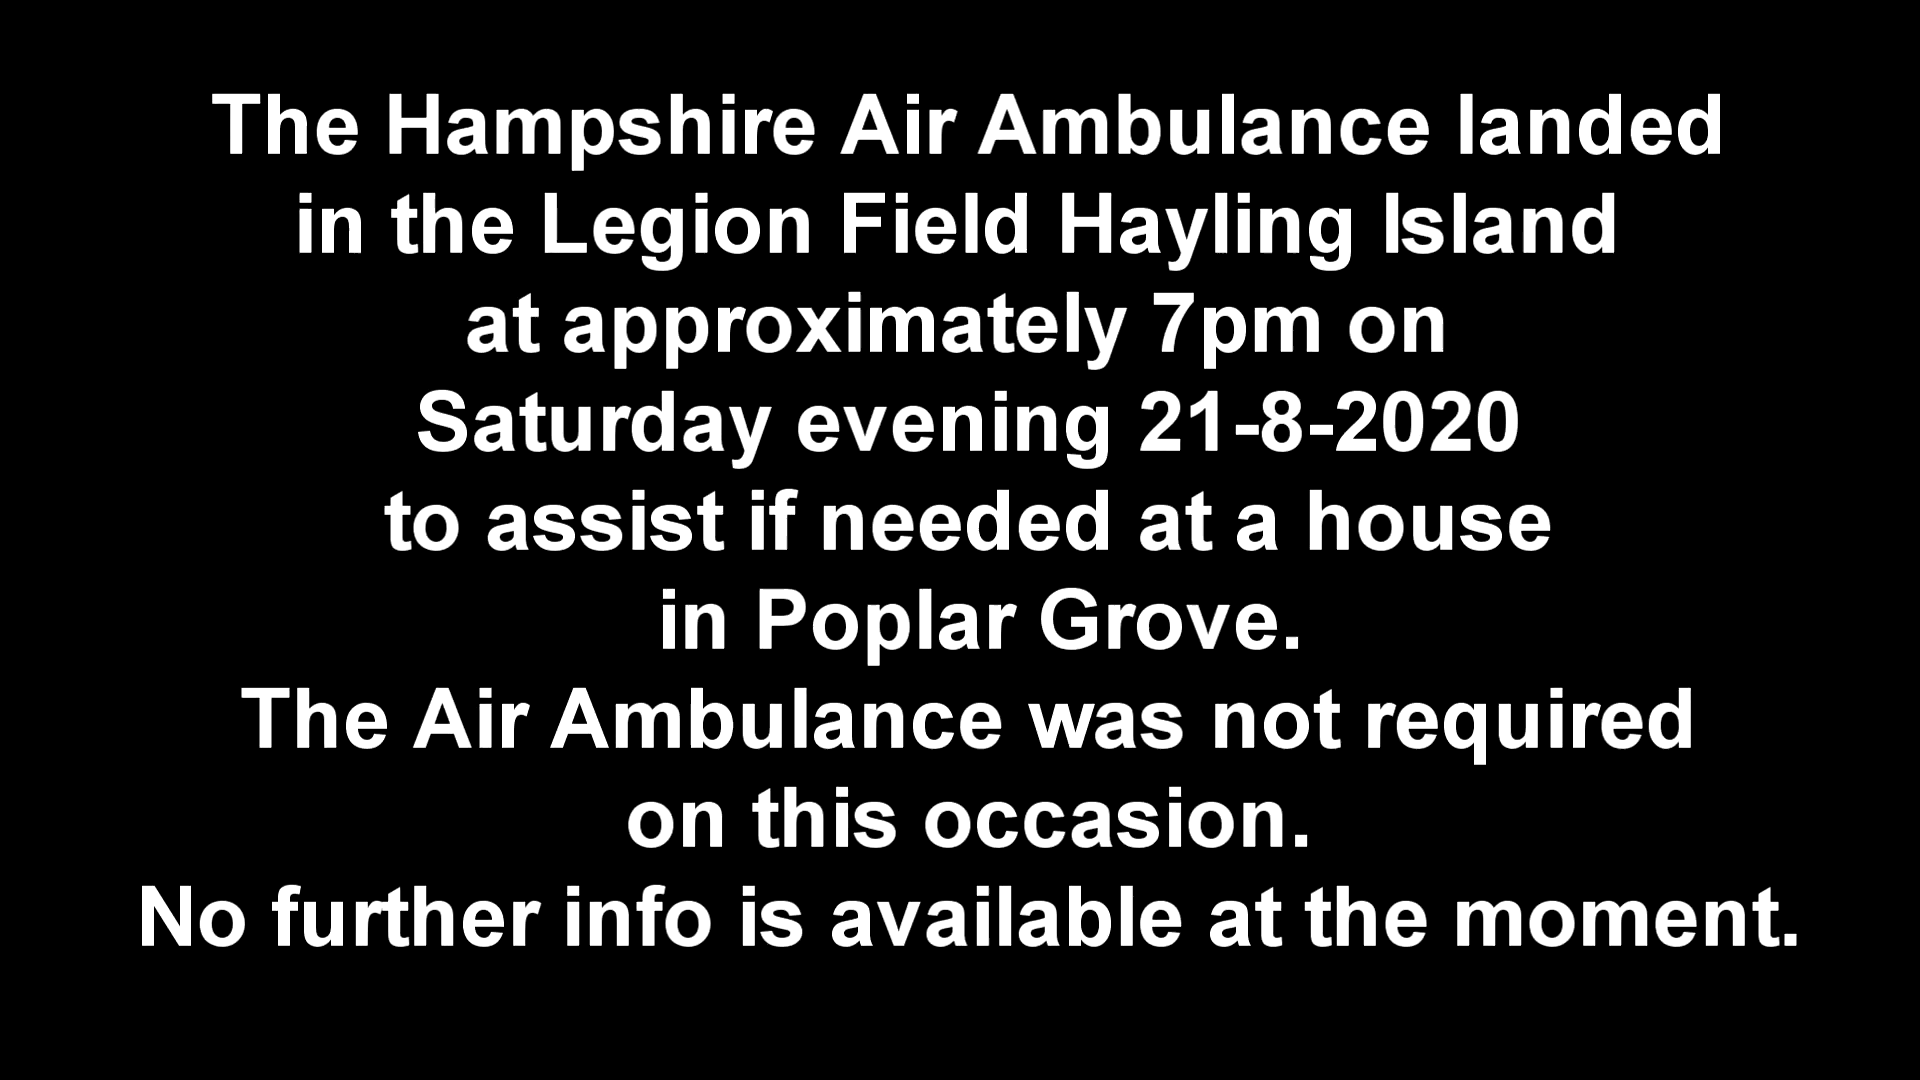 The Hampshire Air Ambulance landed
in the Legion Field Hayling Island
at approximately 7pm on
Saturday evening 21-8-2020
to assist if needed at a house
in Poplar Grove.
The Air Ambulance was not required
on this occasion.
No further info is available at the moment.